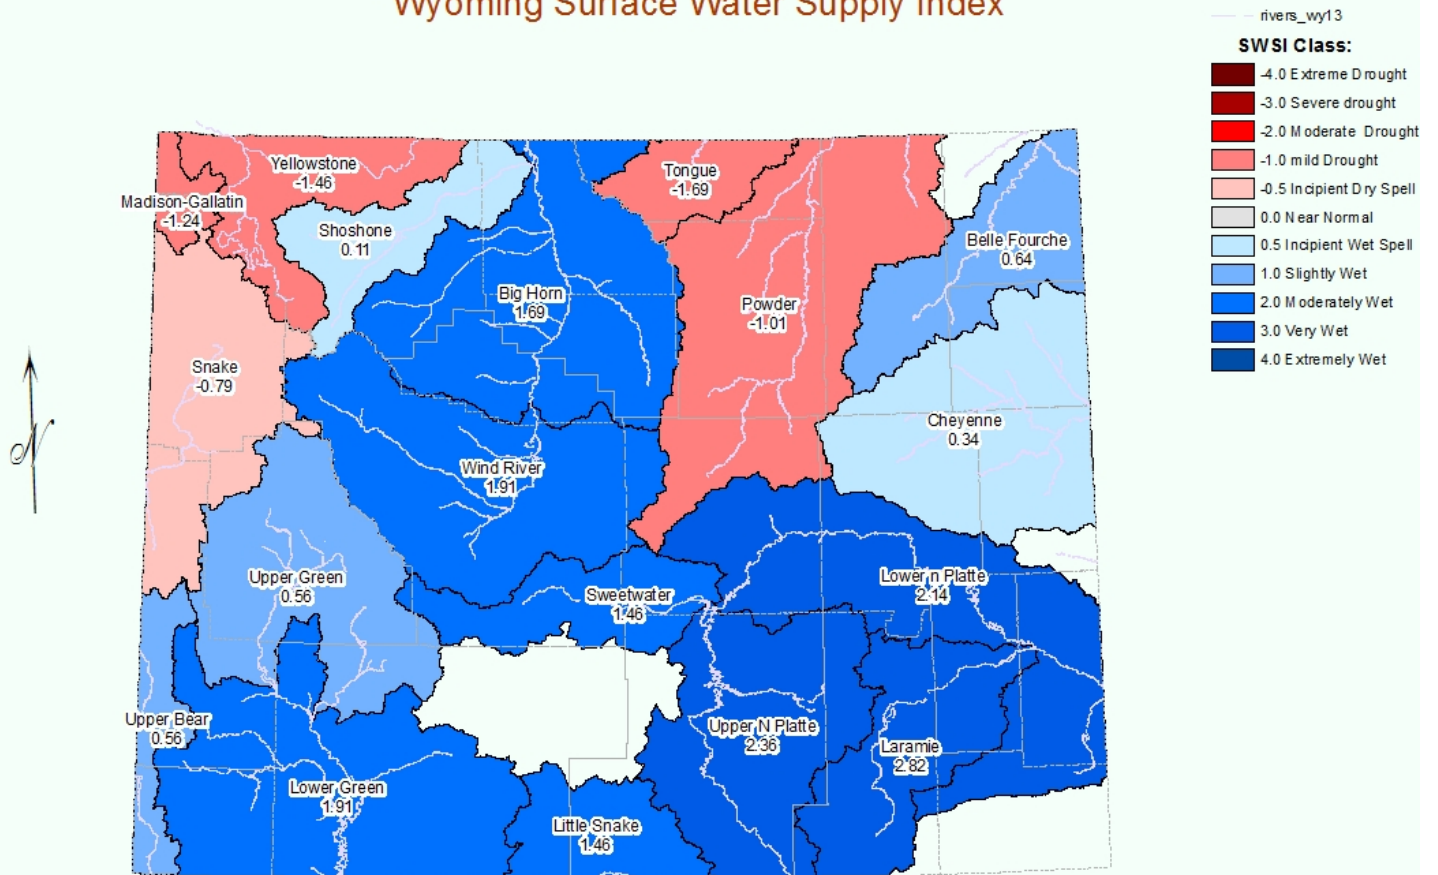 Wyoming Surface Water Supply Index
rivers_wy13
SWSI Class:
-4.0 Extreme Drought
-3.0 Severe drought
-2.0 Moderate Drought
-1.0 mild Drought
-0.5 Incipient Dry Spell
0.0 Near Normal
0.5 Incipient Wet Spell
1.0 Slightly Wet
2.0 Moderately Wet
3.0 Very Wet
4.0 Extremely Wet
Yellowstone
-1.46
Tongue
-1.69
Madison-Gallatin
-1.24
Shoshone
0.11
Belle Fourche
0.64
Big Horn
1.69
Powder
-1.01
Snake
-0.79
Cheyenne
0.34
Wind River
1.91
Upper Green
0.56
Lower n Platte
2.14
Sweetwater
1.46
Upper Bear
0.56
Upper N Platte
2.36
Laramie
2.82
Lower Green
1.91
Little Snake
1.46
N